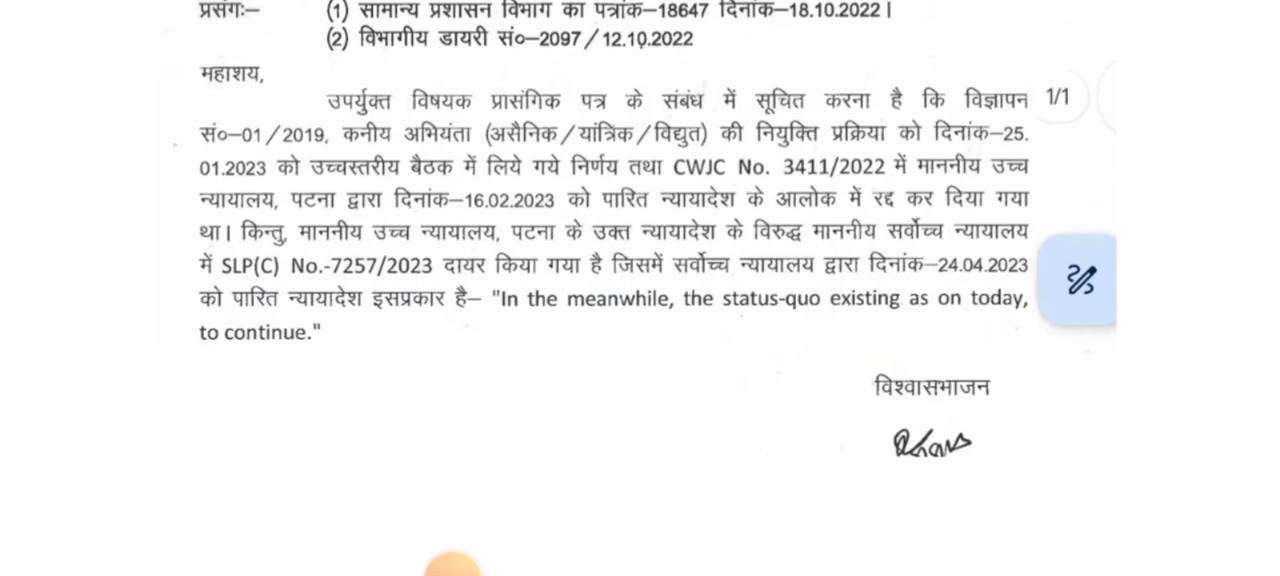 प्रसंगः– (1) सामान्य प्रशासन विभाग का पत्रांक–18647 दिनांक–18.10.2022।
(2) विभागीय डायरी सं०–2097/12.10.2022
महाशय,
उपर्युक्त विषयक प्रासंगिक पत्र के संबंध में सूचित करना है कि विज्ञापन 1/1
सं०–01/2019, कनीय अभियंता (असैनिक/यांत्रिक/विद्युत) की नियुक्ति प्रक्रिया को दिनांक–25.
01.2023 को उच्चस्तरीय बैठक में लिये गये निर्णय तथा CWJC No. 3411/2022 में माननीय उच्च
न्यायालय, पटना द्वारा दिनांक–16.02.2023 को पारित न्यायादेश के आलोक में रद्द कर दिया गया
था। किन्तु, माननीय उच्च न्यायालय, पटना के उक्त न्यायादेश के विरुद्ध माननीय सर्वोच्च न्यायालय
में SLP(C) No.-7257/2023 दायर किया गया है जिसमें सर्वोच्च न्यायालय द्वारा दिनांक–24.04.2023
को पारित न्यायादेश इसप्रकार है– "In the meanwhile, the status-quo existing as on today,
to continue."
विश्वासभाजन